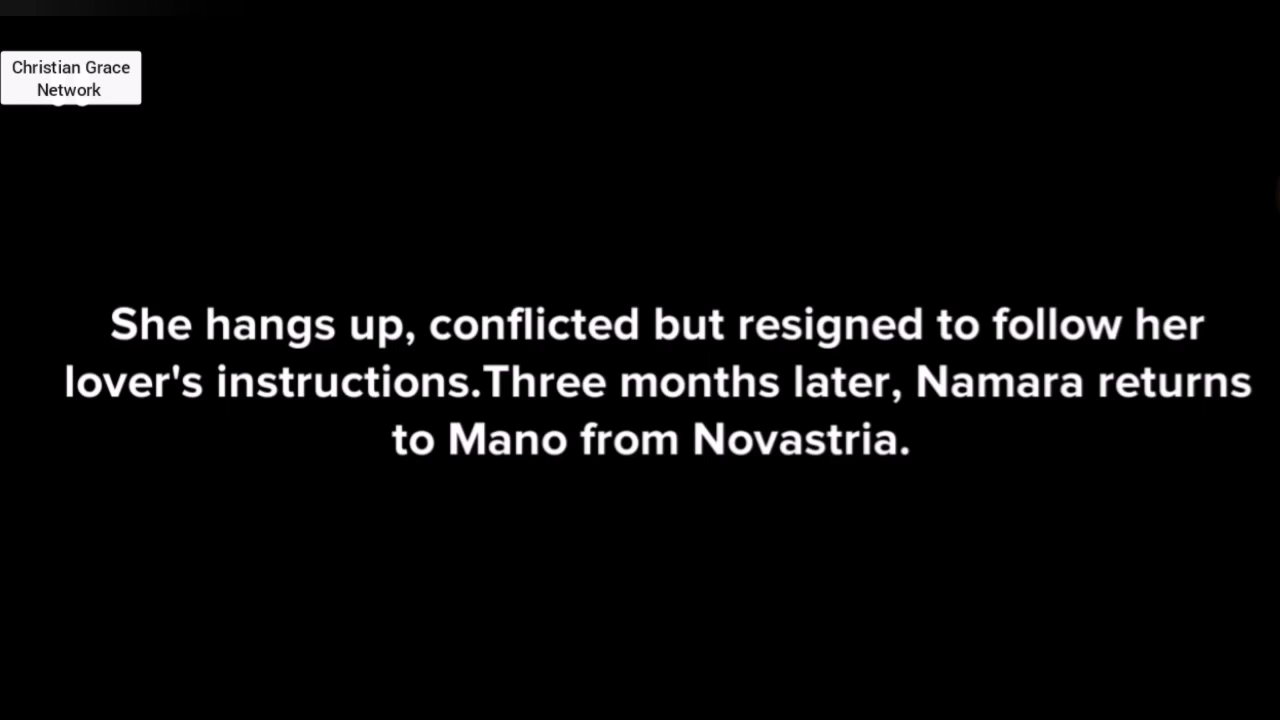 Christian Grace
Network
She hangs up, conflicted but resigned to follow her
lover's instructions.Three months later, Namara returns
to Mano from Novastria.